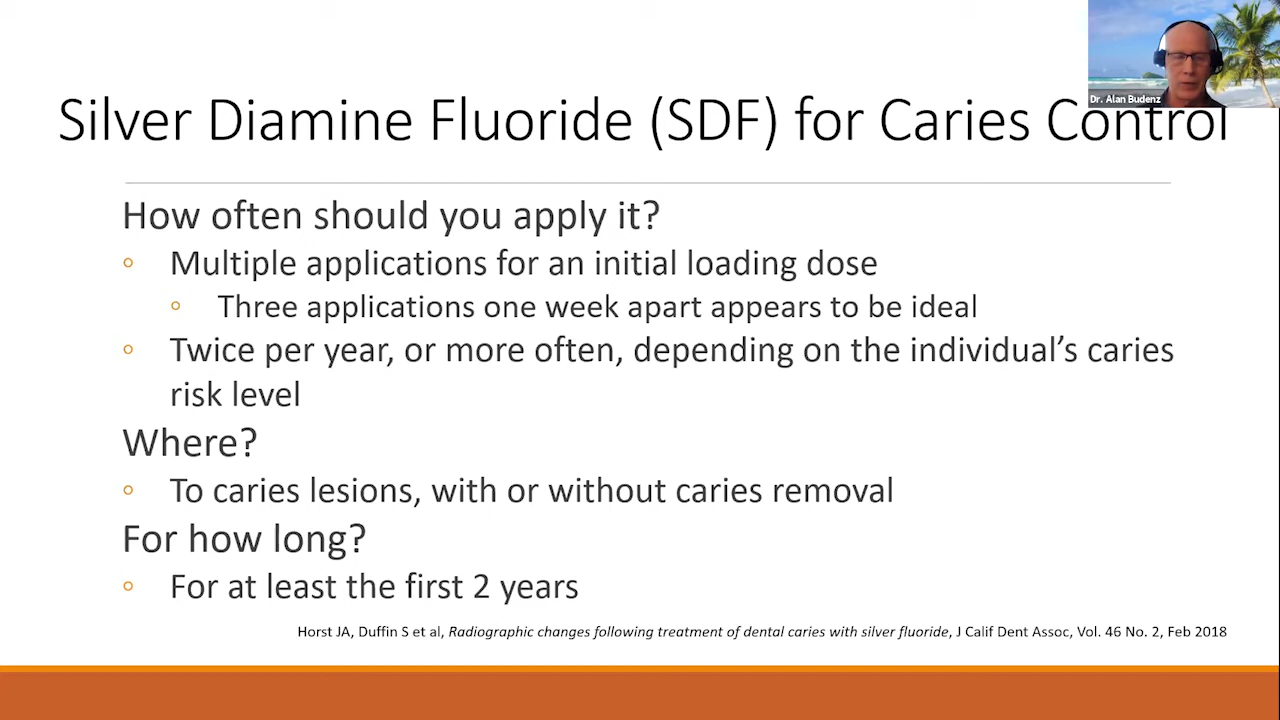 Dr. Alan Budenz
Silver Diamine Fluoride (SDF) for Caries Control
How often should you apply it?
◦ Multiple applications for an initial loading dose
◦ Three applications one week apart appears to be ideal
◦ Twice per year, or more often, depending on the individual’s caries
risk level
Where?
◦ To caries lesions, with or without caries removal
For how long?
◦ For at least the first 2 years
Horst JA, Duffin S et al, Radiographic changes following treatment of dental caries with silver fluoride, J Calif Dent Assoc, Vol. 46 No. 2, Feb 2018